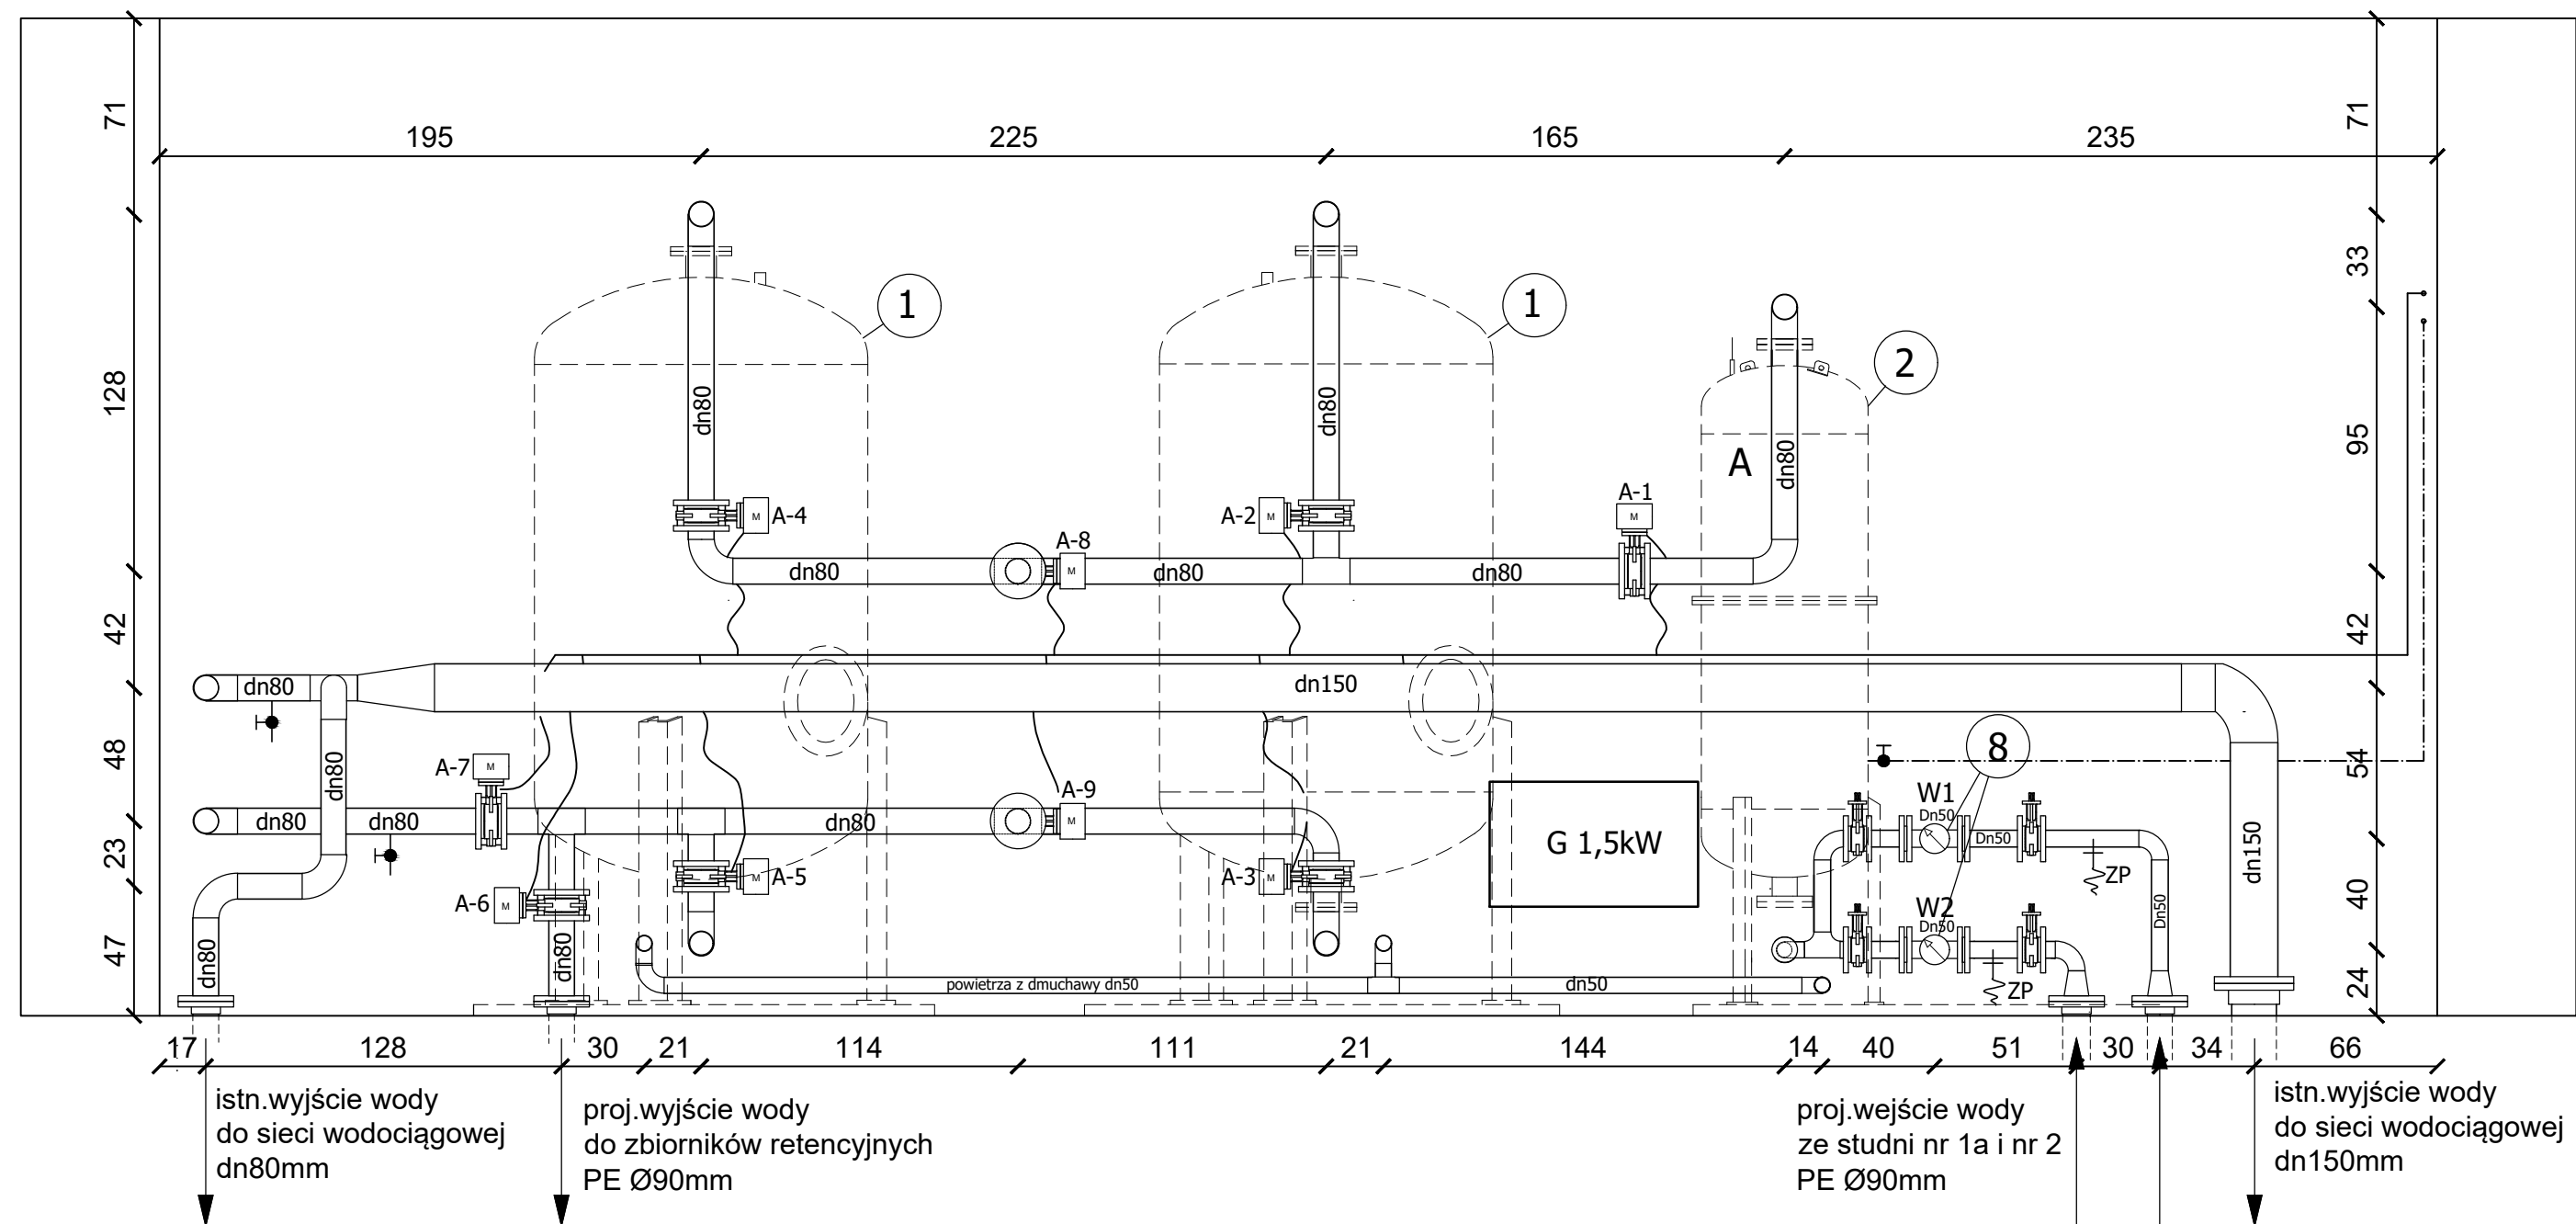 195
225
165
235
71
71
33
128
95
42
42
48
54
23
40
47
24
1
1
2
A
dn80
dn80
dn80
A-4
A-2
A-1
M
M
M
A-8
M
dn80
dn80
dn80
dn80
dn150
dn80
dn150
A-7
M
A-9
M
dn80
dn80
dn80
A-6
M
A-5
M
A-3
M
G 1,5kW
8
W1
Dn50
Dn50
ZP
W2
Dn50
Dn50
ZP
dn80
dn80
powietrza z dmuchawy dn50
dn50
17
128
30
21
114
111
21
144
14
40
51
30
34
66
istn.wyjście wody
do sieci wodociągowej
dn80mm
proj.wyjście wody
do zbiorników retencyjnych
PE Ø90mm
proj.wejście wody
ze studni nr 1a i nr 2
PE Ø90mm
istn.wyjście wody
do sieci wodociągowej
dn150mm